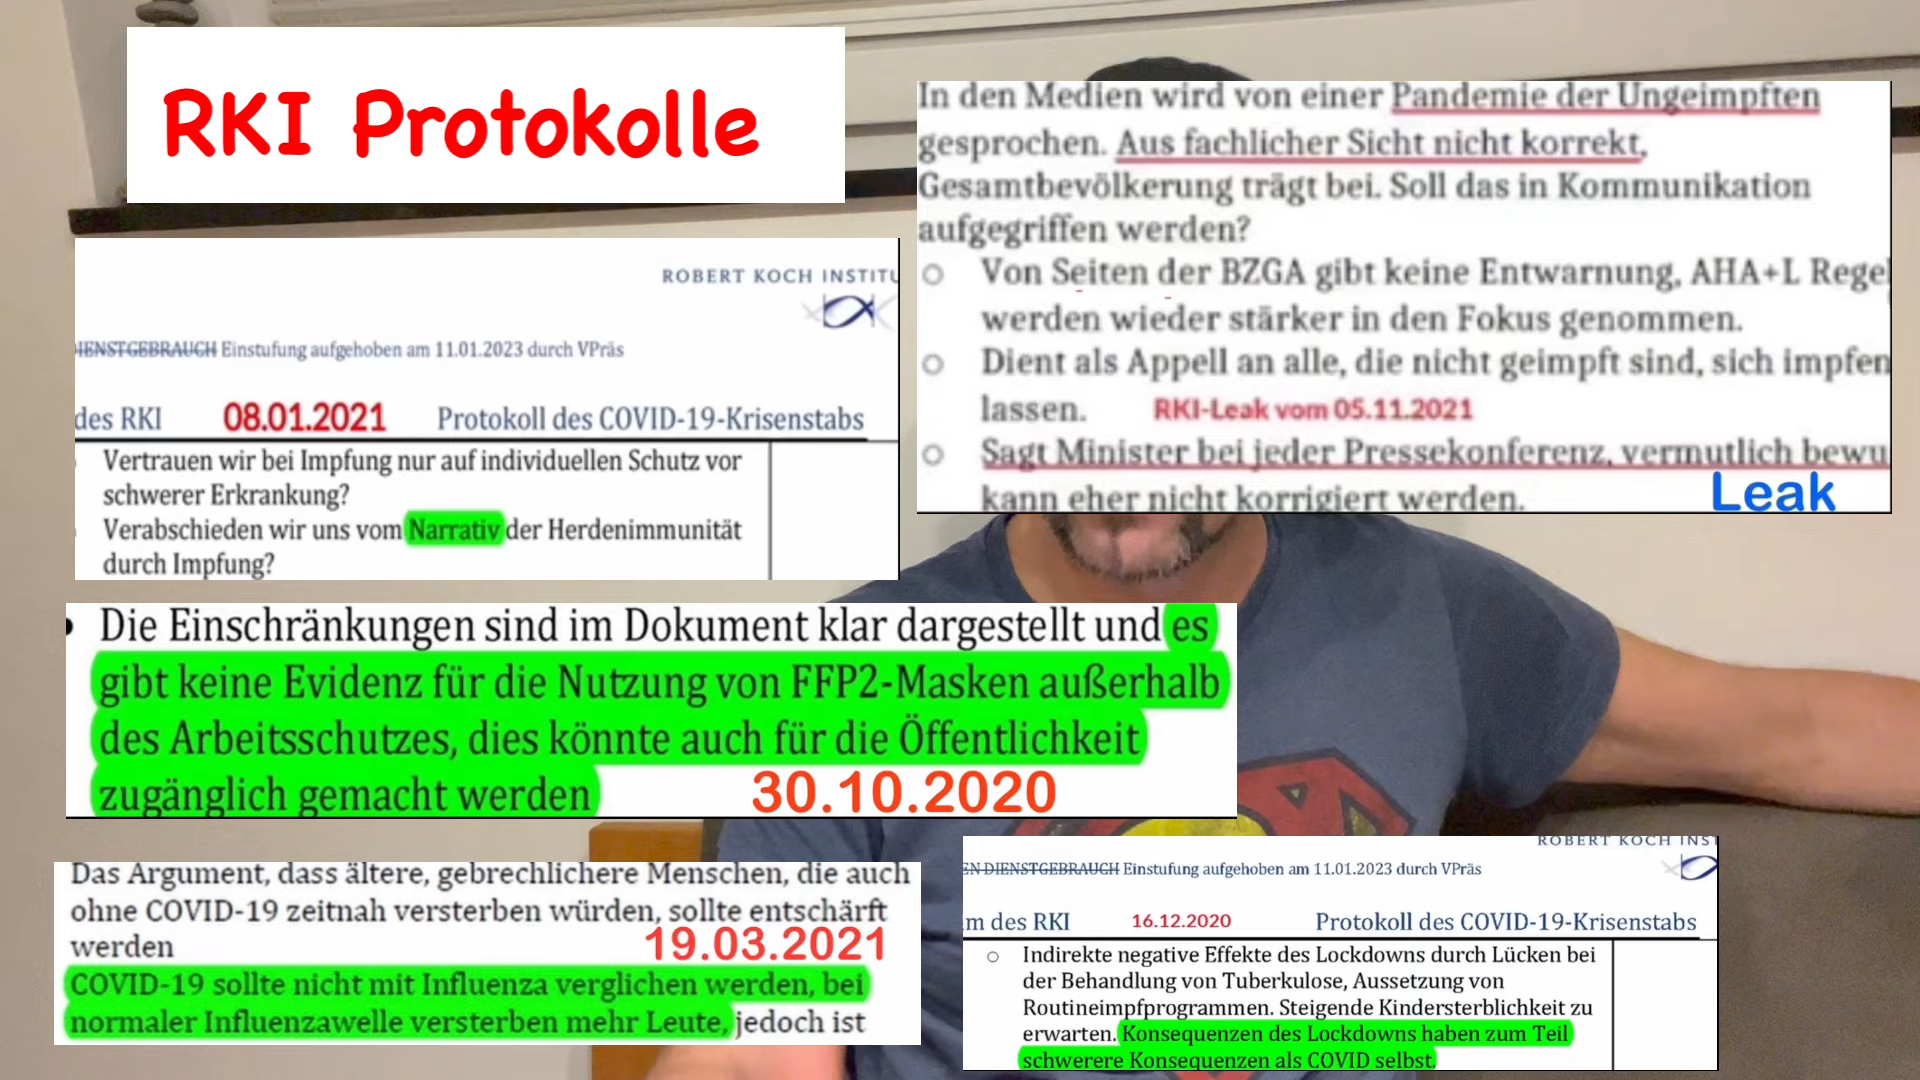 RKI Protokolle
In den Medien wird von einer Pandemie der Ungeimpften
gesprochen. Aus fachlicher Sicht nicht korrekt,
Gesamtbevölkerung trägt bei. Soll das in Kommunikation
aufgegriffen werden?
○ Von Seiten der BZGA gibt keine Entwarnung, AHA+L Regel
werden wieder stärker in den Fokus genommen.
○ Dient als Appell an alle, die nicht geimpft sind, sich impfen
lassen. RKI-Leak vom 05.11.2021
○ Sagt Minister bei jeder Pressekonferenz, vermutlich bewu
kann eher nicht korrigiert werden.
Leak
ROBERT KOCH INSTITU
IENSTGEBRAUCH Einstufung aufgehoben am 11.01.2023 durch VPräs
des RKI 08.01.2021 Protokoll des COVID-19-Krisenstabs
Vertrauen wir bei Impfung nur auf individuellen Schutz vor
schwerer Erkrankung?
Verabschieden wir uns vom Narrativ der Herdenimmunität
durch Impfung?
• Die Einschränkungen sind im Dokument klar dargestellt und es
gibt keine Evidenz für die Nutzung von FFP2-Masken außerhalb
des Arbeitsschutzes, dies könnte auch für die Öffentlichkeit
zugänglich gemacht werden 30.10.2020
Das Argument, dass ältere, gebrechlichere Menschen, die auch
ohne COVID-19 zeitnah versterben würden, sollte entschärft
werden 19.03.2021
COVID-19 sollte nicht mit Influenza verglichen werden, bei
normaler Influenzawelle versterben mehr Leute, jedoch ist
ROBERT KOCH INST
EN DIENSTGEBRAUCH Einstufung aufgehoben am 11.01.2023 durch VPräs
m des RKI 16.12.2020 Protokoll des COVID-19-Krisenstabs
○ Indirekte negative Effekte des Lockdowns durch Lücken bei
der Behandlung von Tuberkulose, Aussetzung von
Routineimpfprogrammen. Steigende Kindersterblichkeit zu
erwarten. Konsequenzen des Lockdowns haben zum Teil
schwerere Konsequenzen als COVID selbst.